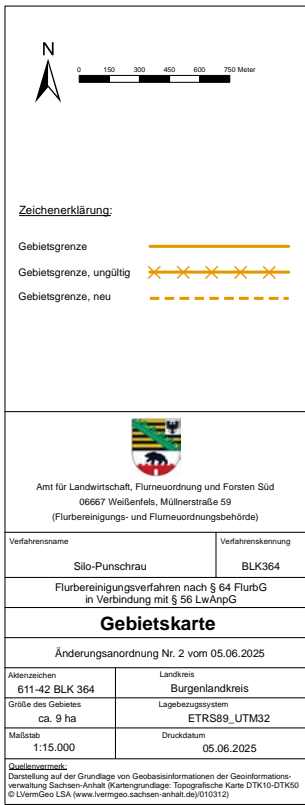 N
0 150 300 450 600 750 Meter
Zeichenerklärung:
Gebietsgrenze
Gebietsgrenze, ungültig
Gebietsgrenze, neu
Amt für Landwirtschaft, Flurneuordnung und Forsten Süd
06667 Weißenfels, Müllnerstraße 59
(Flurbereinigungs- und Flurneuordnungsbehörde)
Verfahrensname
Verfahrenskennung
Silo-Punschrau
BLK364
Flurbereinigungsverfahren nach § 64 FlurbG
in Verbindung mit § 56 LwAnpG
Gebietskarte
Änderungsanordnung Nr. 2 vom 05.06.2025
Aktenzeichen
Landkreis
611-42 BLK 364
Burgenlandkreis
Größe des Gebietes
Lagebezugssystem
ca. 9 ha
ETRS89_UTM32
Maßstab
Druckdatum
1:15.000
05.06.2025
Quellenvermerk:
Darstellung auf der Grundlage von Geobasisinformationen der Geoinformations-
verwaltung Sachsen-Anhalt (Kartengrundlage: Topografische Karte DTK10-DTK50
© LVermGeo LSA (www.lvermgeo.sachsen-anhalt.de)/010312)